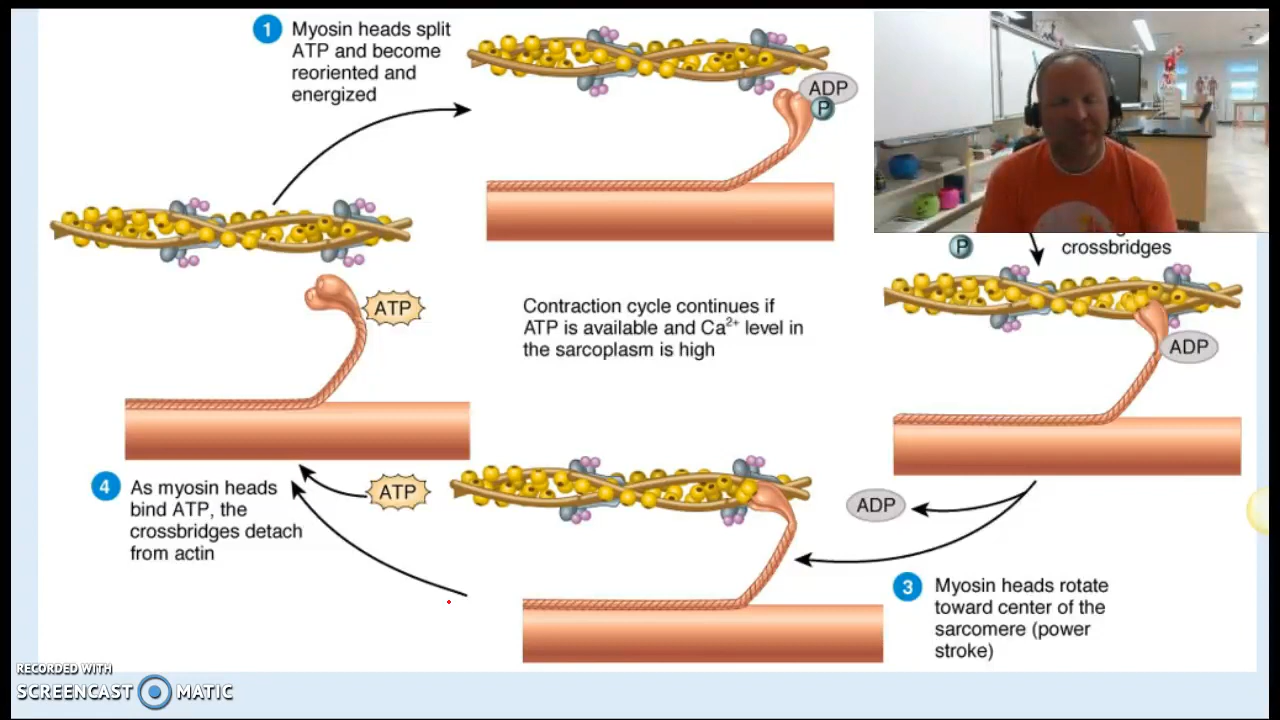 1 Myosin heads split
ATP and become
reoriented and
energized
ADP
P
P
crossbridges
ATP
Contraction cycle continues if
ATP is available and Ca2+ level in
the sarcoplasm is high
ADP
4 As myosin heads
bind ATP, the
crossbridges detach
from actin
ATP
ADP
3 Myosin heads rotate
toward center of the
sarcomere (power
stroke)
RECORDED WITH
SCREENCAST MATIC